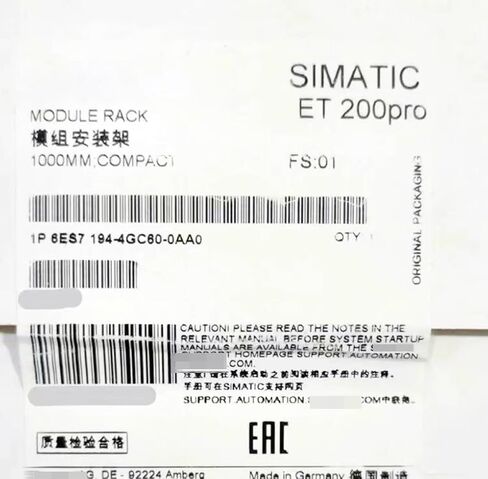 SIMATIC
ET 200pro
MODULE RACK
模组安装架
1000MM,COMPACT
FS:01
1P 6ES7 194-4GC60-0AA0
QTY
ORIGINAL PACKAGING
CAUTION! PLEASE READ THE NOTES IN THE
RELEVANT MANUAL BEFORE SYSTEM STARTUP
MANUALS ARE AVAILABLE FROM THE S
SUPPORT HOMEPAGE SUPPORT.AUTOMATION.
注意!请在系统启动之前阅读相应手册中的注释。
手册可在SIMATIC支持网页
SUPPORT.AUTOMATION.S .COM中获得。
质量检验合格
EAC
AG, DE - 92224 Amberg
Made in Germany 德国制造